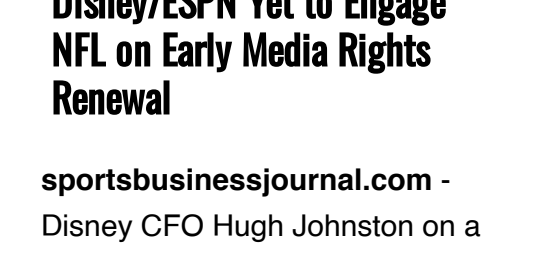 Disney/ESPN Yet to Engage
NFL on Early Media Rights
Renewal
sportsbusinessjournal.com -
Disney CFO Hugh Johnston on a